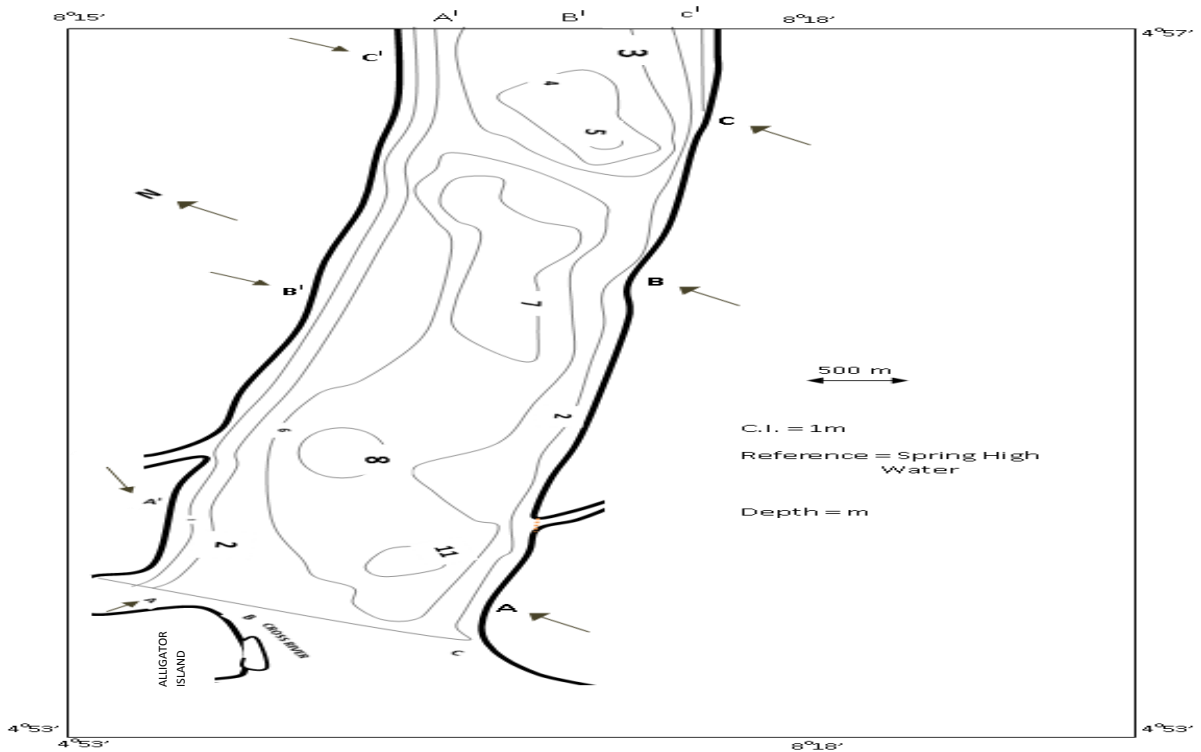 8°15′
A'
B'
c'
8°18′
4°57′
C'
3
4
5
C
N
B'
B
7
500 m
2
C.I. = 1m
6
8
Reference = Spring High
Water
A'
1
2
11
Depth = m
A
A
B
CROSS RIVER
C
ALLIGATOR
ISLAND
4°53′
4°53′
4°53′
8°18′